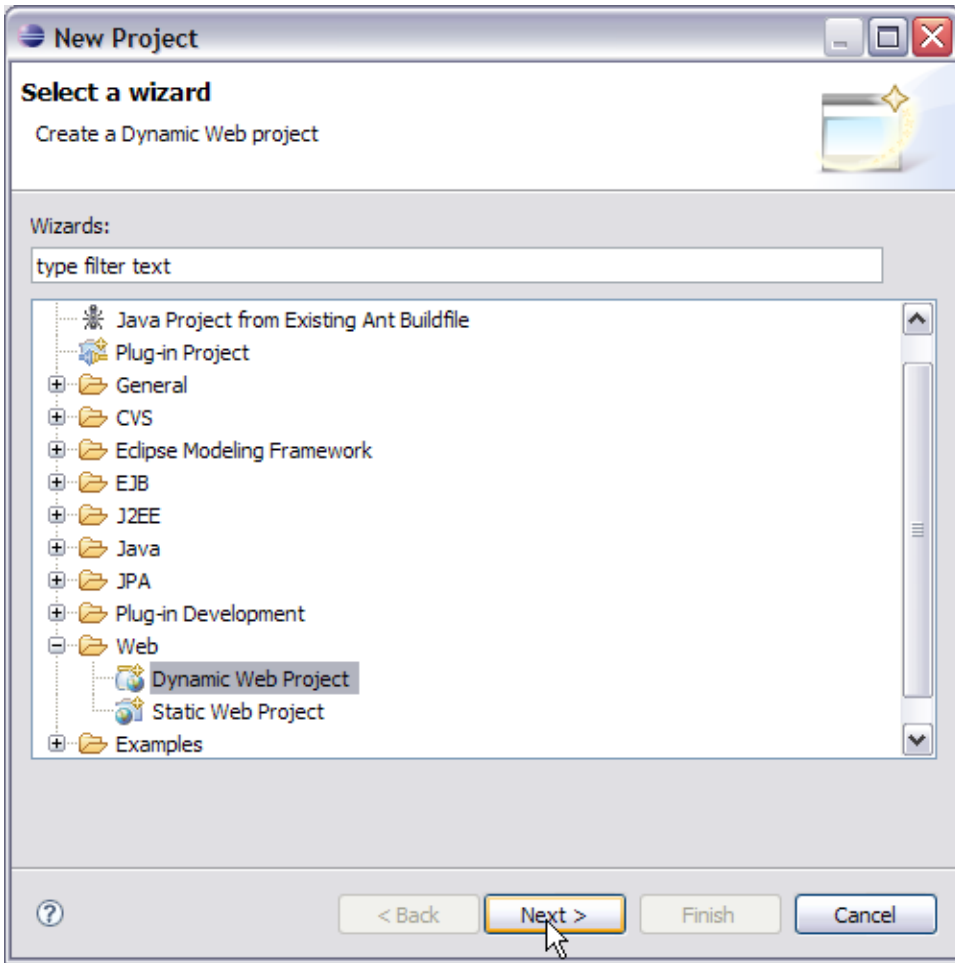 New Project
Select a wizard
Create a Dynamic Web project
Wizards:
type filter text
Java Project from Existing Ant Buildfile
Plug-in Project
General
CVS
Eclipse Modeling Framework
EJB
J2EE
Java
JPA
Plug-in Development
Web
Dynamic Web Project
Static Web Project
Examples
? < Back Next > Finish Cancel